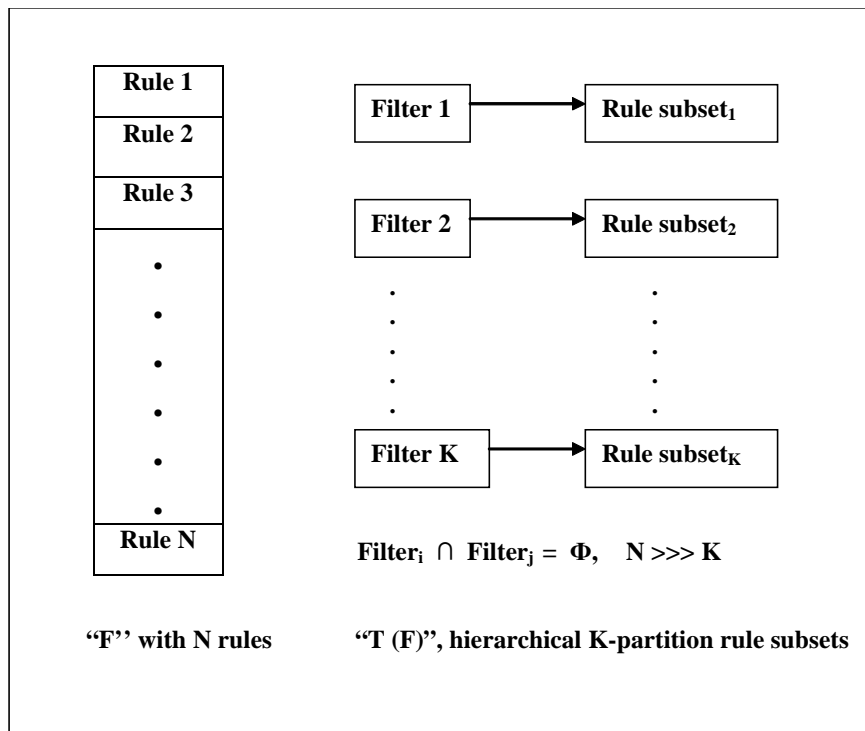 Rule 1
Rule 2
Rule 3
Rule N
Filter 1
Rule subset₁
Filter 2
Rule subset₂
Filter K
Rule subsetₖ
Filterᵢ ∩ Filterⱼ = Φ, N >>> K
“F’’ with N rules
“T (F)”, hierarchical K-partition rule subsets